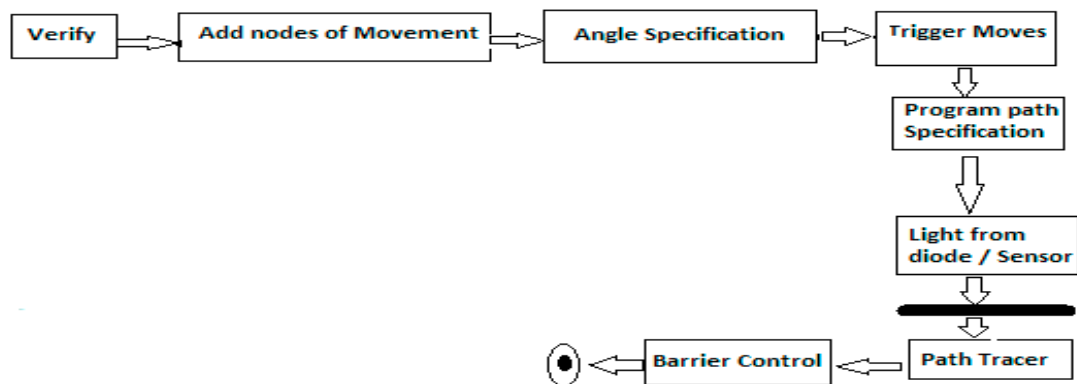 Verify
Add nodes of Movement
Angle Specification
Trigger Moves
Program path
Specification
Light from
diode / Sensor
Path Tracer
Barrier Control